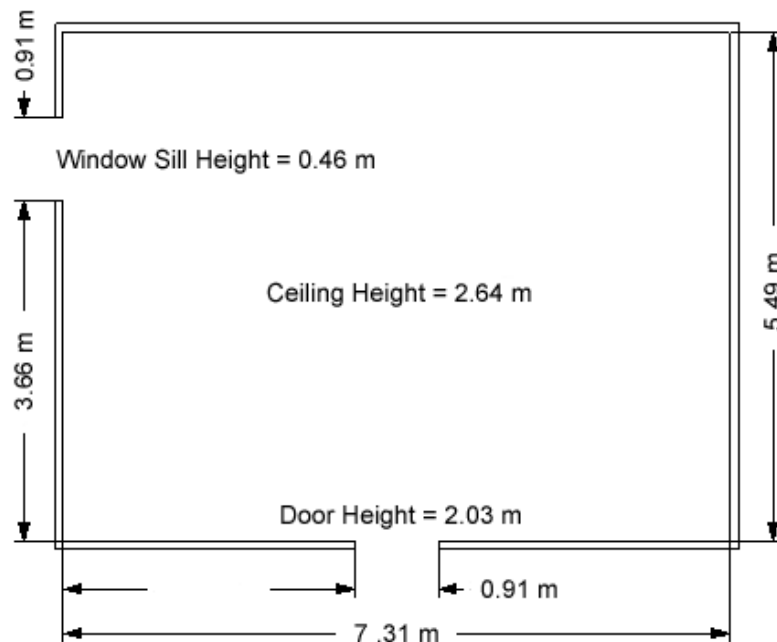 0.91 m
Window Sill Height = 0.46 m
Ceiling Height = 2.64 m
5.49 m
3.66 m
Door Height = 2.03 m
0.91 m
7 .31 m